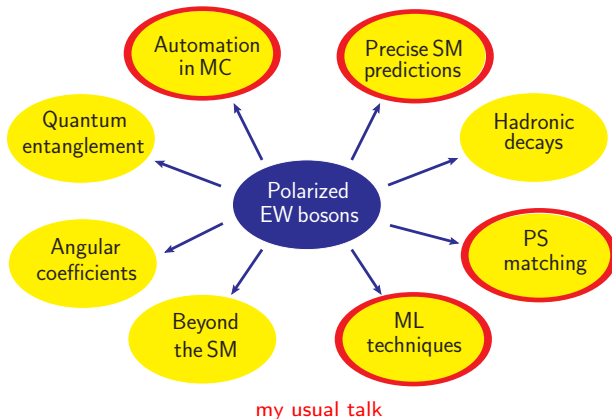 Automation
in MC
Precise SM
predictions
Quantum
entanglement
Hadronic
decays
Polarized
EW bosons
Angular
coefficients
PS
matching
Beyond
the SM
ML
techniques
my usual talk